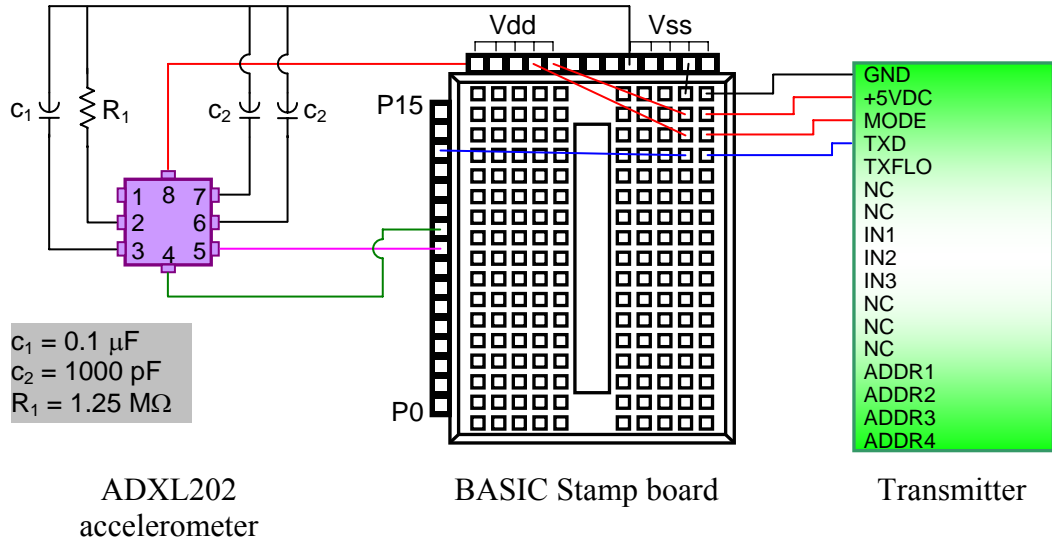 Vdd
Vss
c₁
R₁
c₂
c₂
P15
P0
1
8
7
2
6
3
4
5
c₁ = 0.1 μF
c₂ = 1000 pF
R₁ = 1.25 MΩ
GND
+5VDC
MODE
TXD
TXFLO
NC
NC
IN1
IN2
IN3
NC
NC
NC
ADDR1
ADDR2
ADDR3
ADDR4
ADXL202
accelerometer
BASIC Stamp board
Transmitter